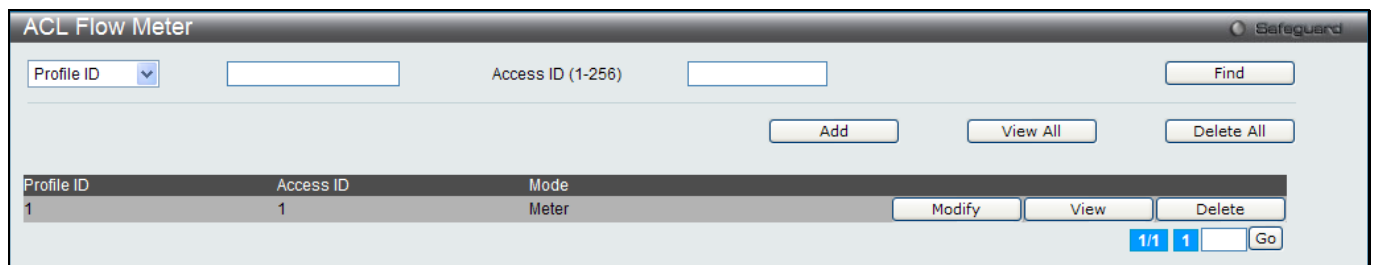 ACL Flow Meter Safeguard
Profile ID Access ID (1-256) Find
Add View All Delete All
Profile ID Access ID Mode
1 1 Meter Modify View Delete
1/1 1 Go